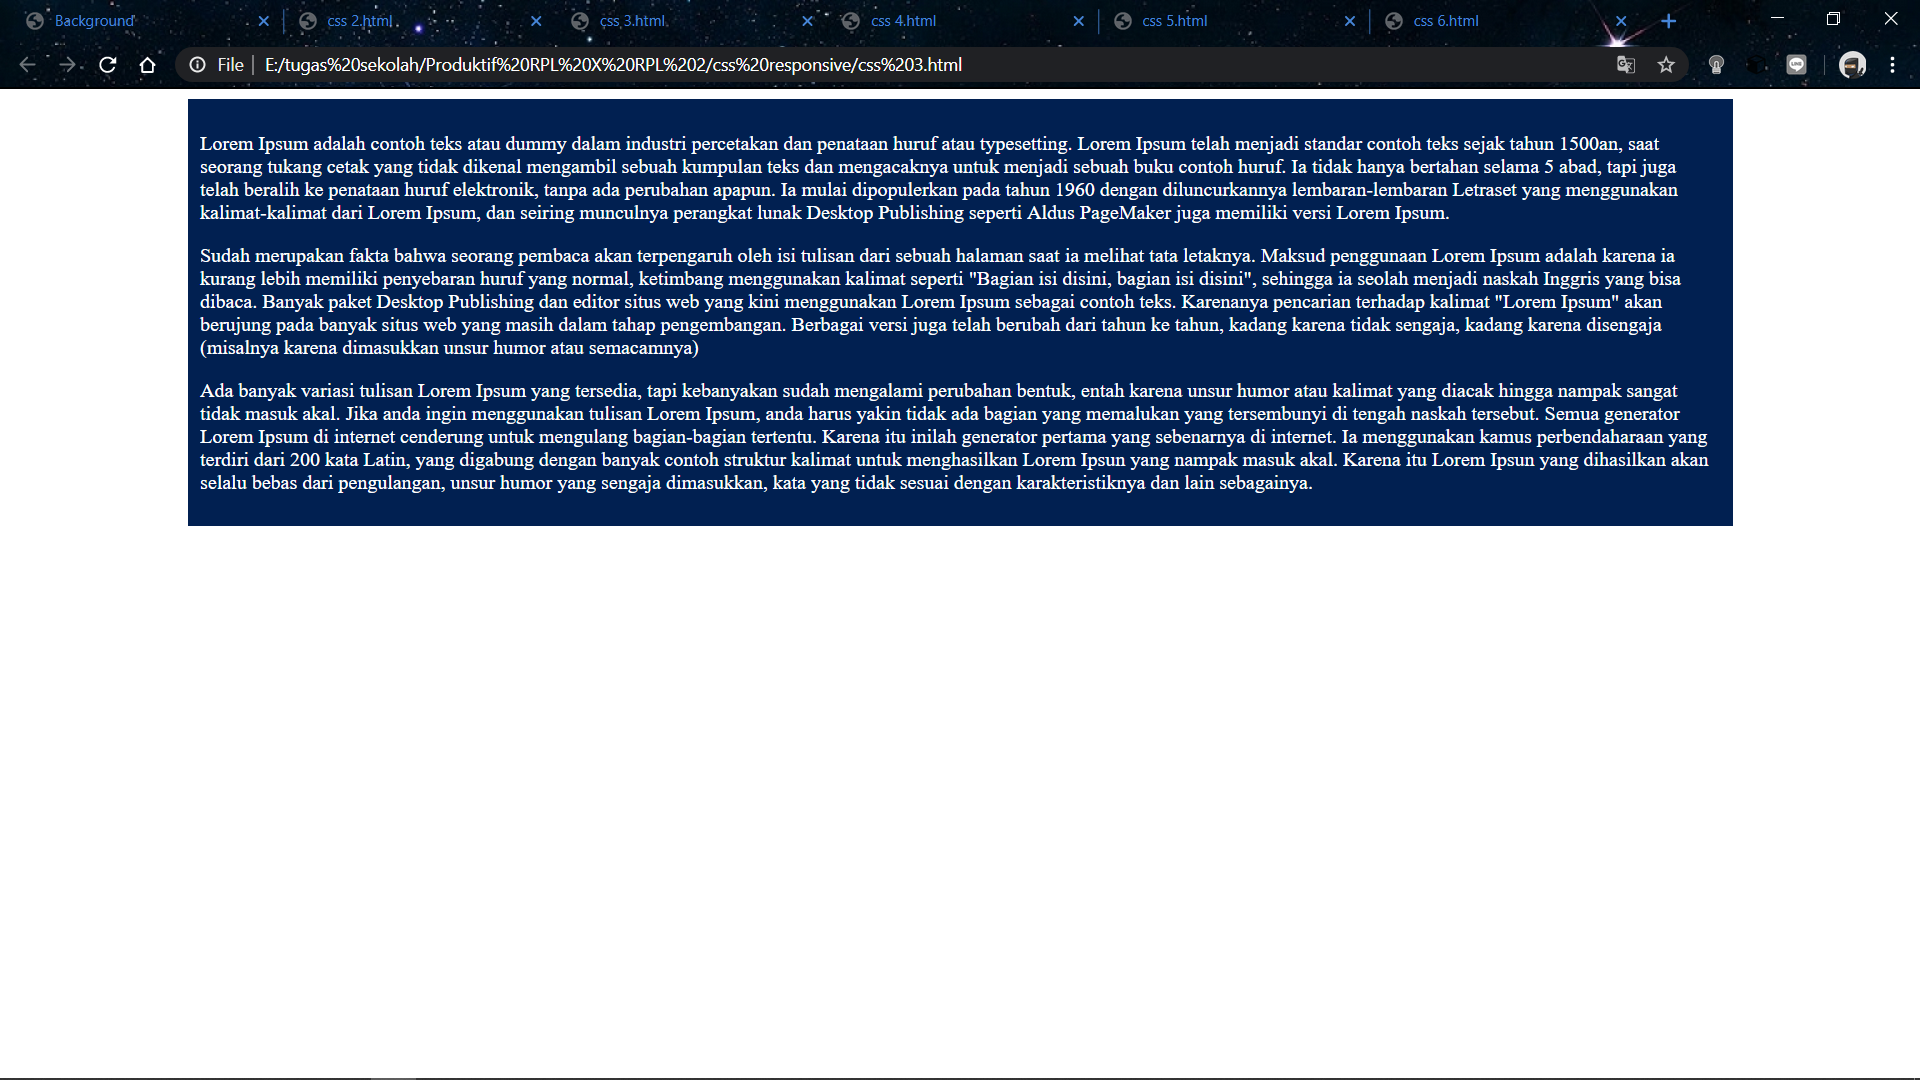 Background css 2.html css 3.html css 4.html css 5.html css 6.html
File E:/tugas%20sekolah/Produktif%20RPL%20X%20RPL%202/css%20responsive/css%203.html
Lorem Ipsum adalah contoh teks atau dummy dalam industri percetakan dan penataan huruf atau typesetting. Lorem Ipsum telah menjadi standar contoh teks sejak tahun 1500an, saat
seorang tukang cetak yang tidak dikenal mengambil sebuah kumpulan teks dan mengacaknya untuk menjadi sebuah buku contoh huruf. Ia tidak hanya bertahan selama 5 abad, tapi juga
telah beralih ke penataan huruf elektronik, tanpa ada perubahan apapun. Ia mulai dipopulerkan pada tahun 1960 dengan diluncurkannya lembaran-lembaran Letraset yang menggunakan
kalimat-kalimat dari Lorem Ipsum, dan seiring munculnya perangkat lunak Desktop Publishing seperti Aldus PageMaker juga memiliki versi Lorem Ipsum.
Sudah merupakan fakta bahwa seorang pembaca akan terpengaruh oleh isi tulisan dari sebuah halaman saat ia melihat tata letaknya. Maksud penggunaan Lorem Ipsum adalah karena ia
kurang lebih memiliki penyebaran huruf yang normal, ketimbang menggunakan kalimat seperti "Bagian isi disini, bagian isi disini", sehingga ia seolah menjadi naskah Inggris yang bisa
dibaca. Banyak paket Desktop Publishing dan editor situs web yang kini menggunakan Lorem Ipsum sebagai contoh teks. Karenanya pencarian terhadap kalimat "Lorem Ipsum" akan
berujung pada banyak situs web yang masih dalam tahap pengembangan. Berbagai versi juga telah berubah dari tahun ke tahun, kadang karena tidak sengaja, kadang karena disengaja
(misalnya karena dimasukkan unsur humor atau semacamnya)
Ada banyak variasi tulisan Lorem Ipsum yang tersedia, tapi kebanyakan sudah mengalami perubahan bentuk, entah karena unsur humor atau kalimat yang diacak hingga nampak sangat
tidak masuk akal. Jika anda ingin menggunakan tulisan Lorem Ipsum, anda harus yakin tidak ada bagian yang memalukan yang tersembunyi di tengah naskah tersebut. Semua generator
Lorem Ipsum di internet cenderung untuk mengulang bagian-bagian tertentu. Karena itu inilah generator pertama yang sebenarnya di internet. Ia menggunakan kamus perbendaharaan yang
terdiri dari 200 kata Latin, yang digabung dengan banyak contoh struktur kalimat untuk menghasilkan Lorem Ipsun yang nampak masuk akal. Karena itu Lorem Ipsun yang dihasilkan akan
selalu bebas dari pengulangan, unsur humor yang sengaja dimasukkan, kata yang tidak sesuai dengan karakteristiknya dan lain sebagainya.